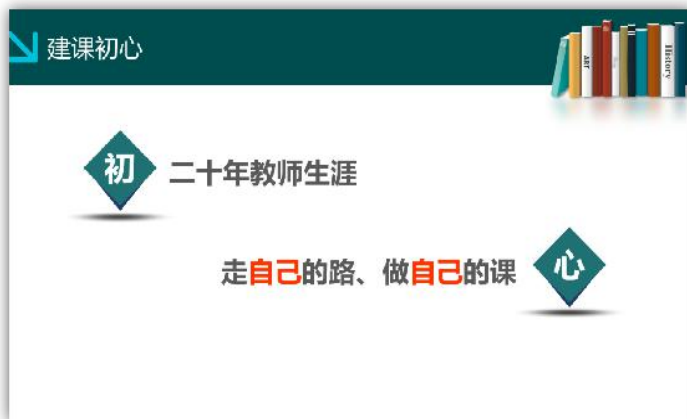 建课初心
ART
History
初
二十年教师生涯
走自己的路、做自己的课
心